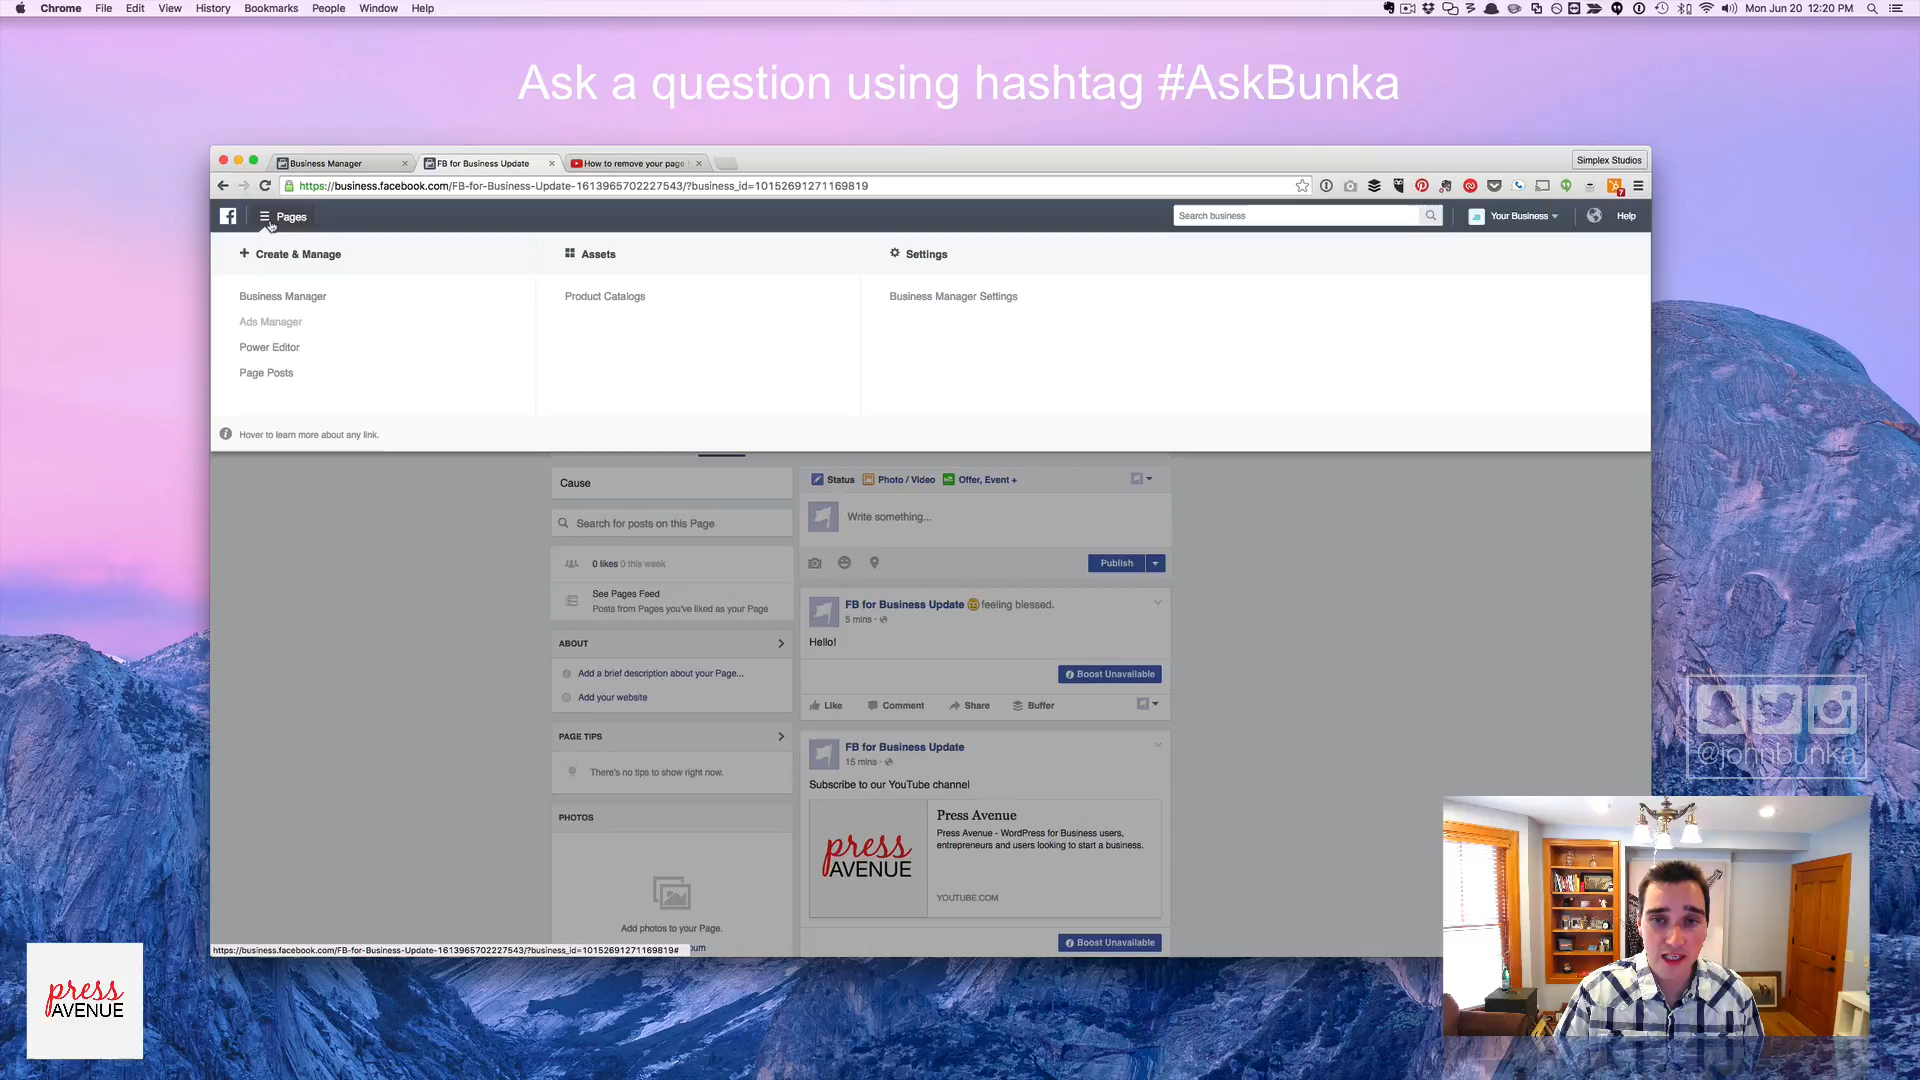 Chrome File Edit View History Bookmarks People Window Help
Mon Jun 20 12:20 PM
Ask a question using hashtag #AskBunka
Business Manager
FB for Business Update
How to remove your page
Simplex Studios
https://business.facebook.com/FB-for-Business-Update-1613965702227543/?business_id=10152691271169819
7
Pages
Search business
JB
Your Business
Help
Create & Manage
Assets
Settings
Business Manager
Product Catalogs
Business Manager Settings
Ads Manager
Power Editor
Page Posts
Hover to learn more about any link.
Cause
Search for posts on this Page
0 likes 0 this week
See Pages Feed
Posts from Pages you've liked as your Page
ABOUT
Add a brief description about your Page...
Add your website
PAGE TIPS
There's no tips to show right now.
PHOTOS
Add photos to your Page.
Status Photo / Video Offer, Event +
Write something...
Publish
FB for Business Update feeling blessed.
5 mins ·
Hello!
Boost Unavailable
Like Comment Share Buffer
FB for Business Update
15 mins ·
Subscribe to our YouTube channel
press
AVENUE
Press Avenue
Press Avenue - WordPress for Business users,
entrepreneurs and users looking to start a business.
YOUTUBE.COM
Boost Unavailable
https://business.facebook.com/FB-for-Business-Update-1613965702227543/?business_id=10152691271169819#
@johnbunka
press
AVENUE